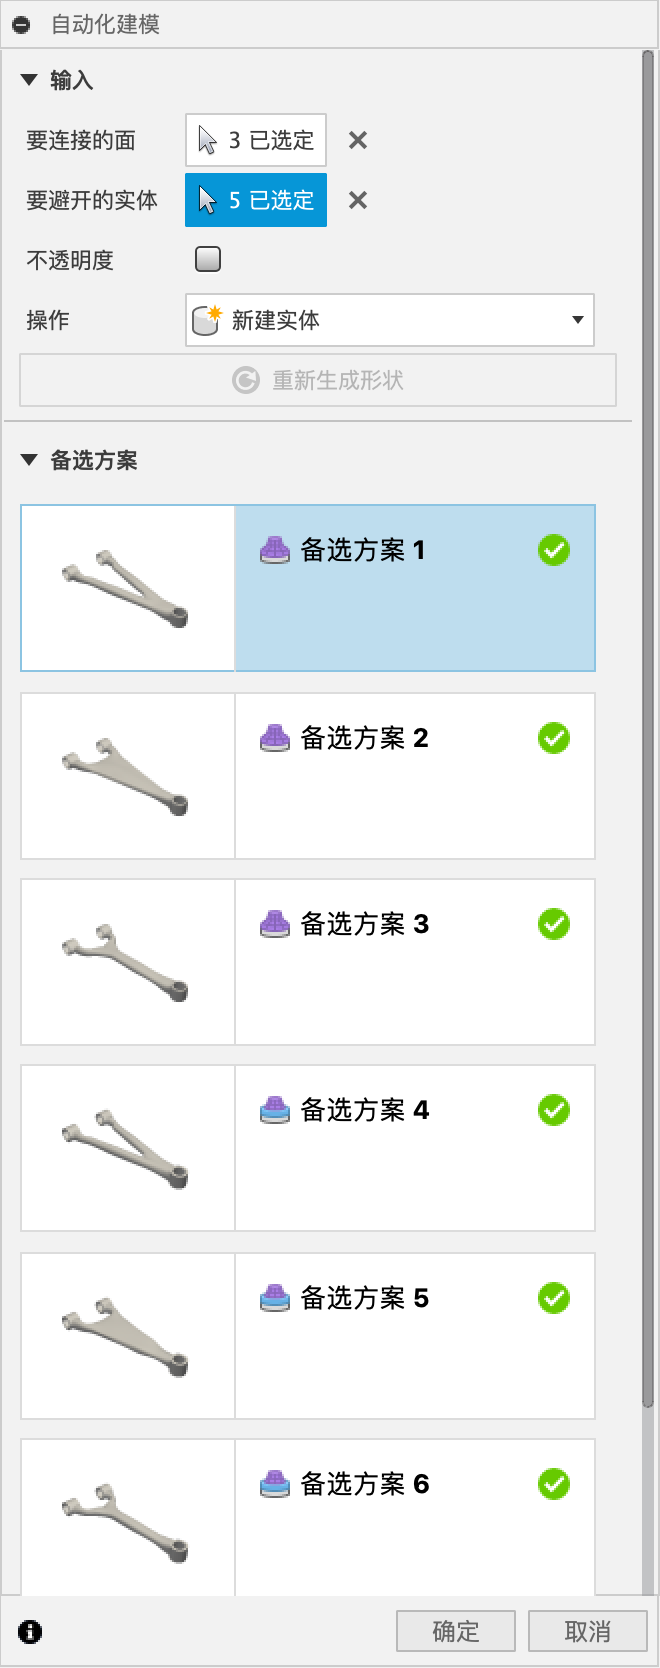 自动化建模
输入
要连接的面 3 已选定
要避开的实体 5 已选定
不透明度
操作 新建实体
重新生成形状
备选方案
备选方案 1
备选方案 2
备选方案 3
备选方案 4
备选方案 5
备选方案 6
确定 取消